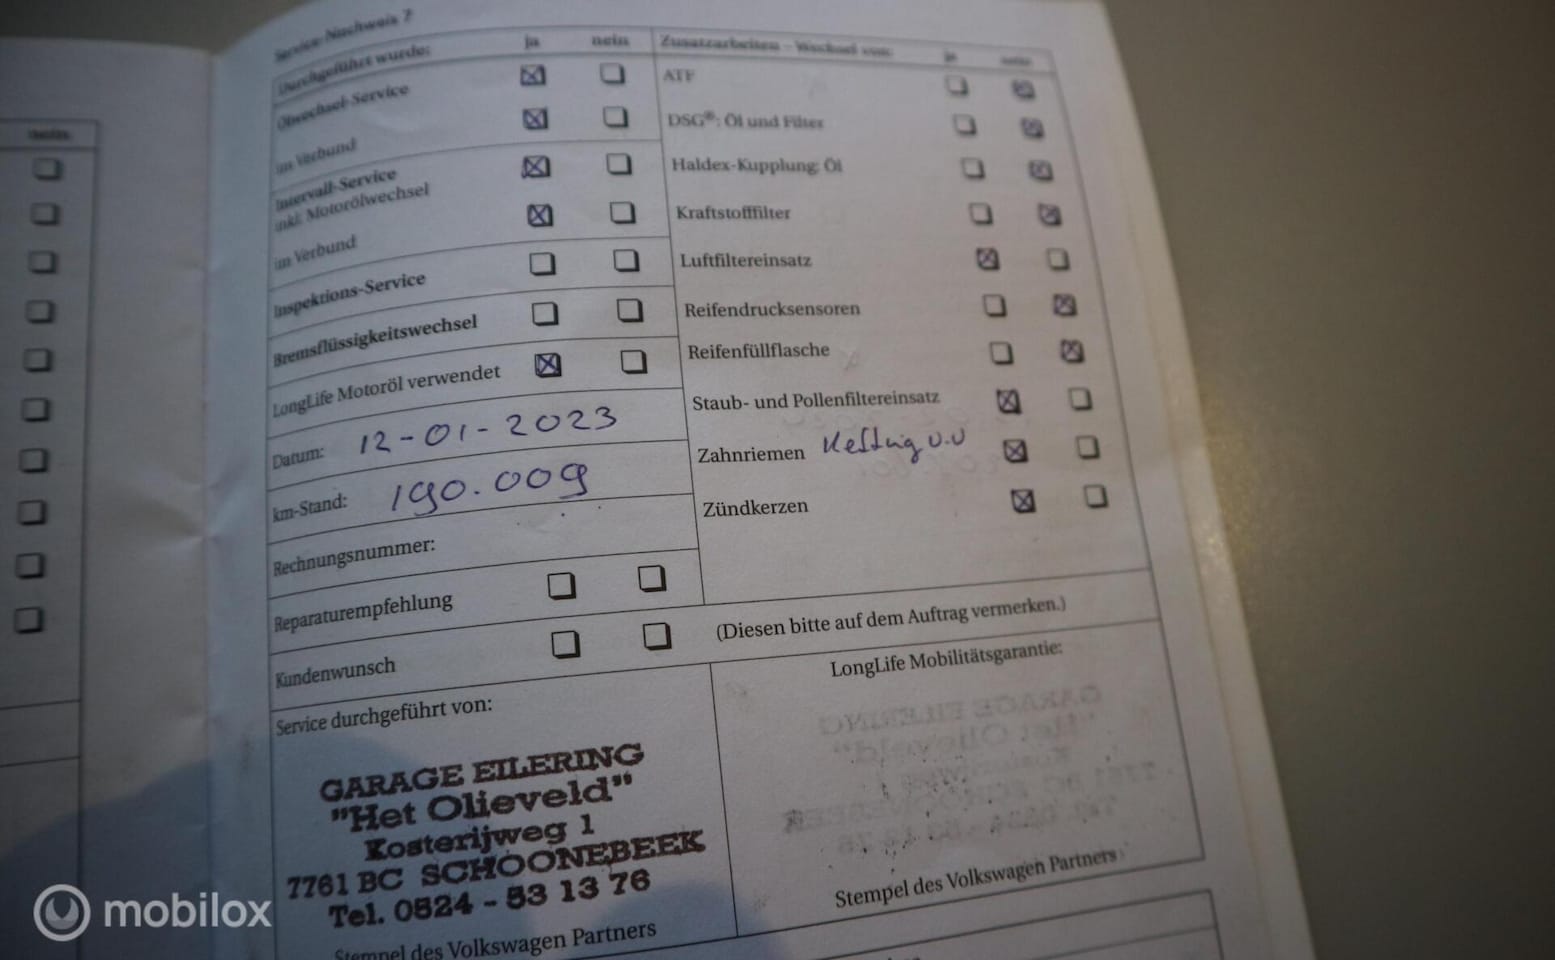 Service-Nachweis 7
Durchgeführt wurde: ja nein
Ölwechsel-Service
im Verbund
Intervall-Service
inkl. Motorölwechsel
im Verbund
Inspektions-Service
Bremsflüssigkeitswechsel
LongLife Motoröl verwendet
Datum: 12-01-2023
km-Stand: 190.009
Rechnungsnummer:
Reparaturempfehlung
Kundenwunsch
(Diesen bitte auf dem Auftrag vermerken.)
Zusatzarbeiten - Wechsel von: ja nein
ATF
DSG®: Öl und Filter
Haldex-Kupplung: Öl
Kraftstofffilter
Luftfiltereinsatz
Reifendrucksensoren
Reifenfüllflasche
Staub- und Pollenfiltereinsatz
Zahnriemen
Zündkerzen
Service durchgeführt von:
GARAGE EILERING
"Het Olieveld"
Kosterijweg 1
7761 BC SCHOONEBEEK
Tel. 0524 - 53 13 76
Stempel des Volkswagen Partners
LongLife Mobilitätsgarantie:
Stempel des Volkswagen Partners
nein
mobilox